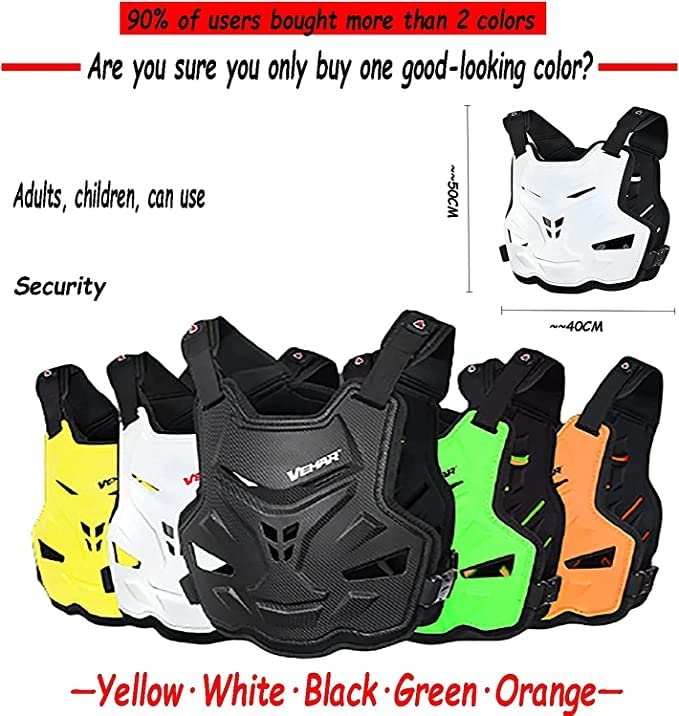 90% of users bought more than 2 colors
Are you sure you only buy one good-looking color?
~~50CM
Adults, children, can use
Security
~~40CM
VEHAR
—Yellow·White·Black·Green·Orange—